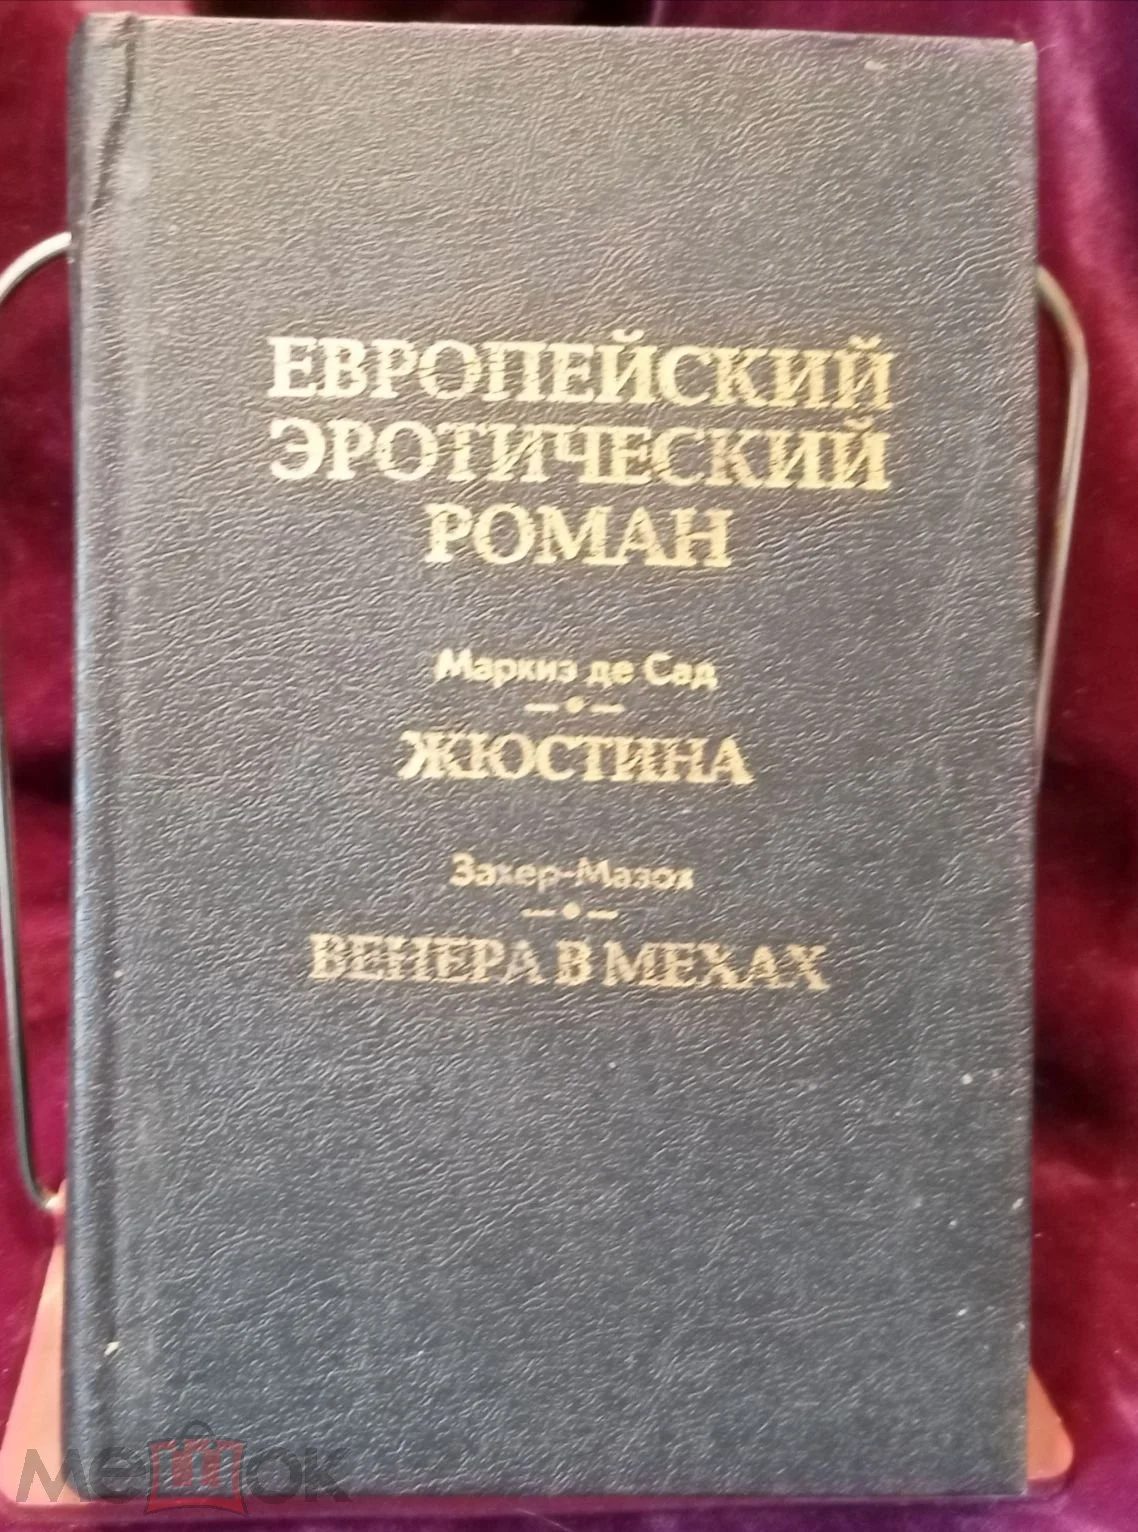 ЕВРОПЕЙСКИЙ
ЭРОТИЧЕСКИЙ
РОМАН
Маркиз де Сад
ЖЮСТИНА
Захер-Мазох
ВЕНЕРА В МЕХАХ
мешок